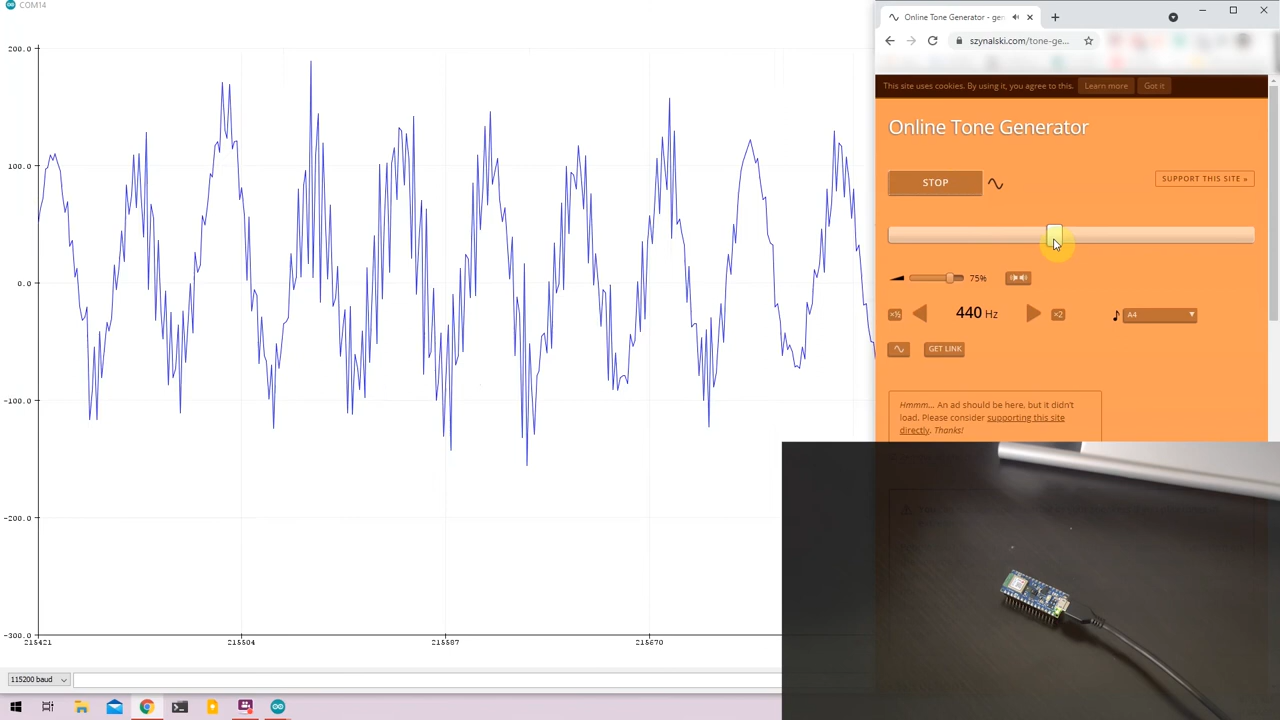 COM14
200.0
100.0
0.0
-100.0
-200.0
-300.0
215421
215504
215587
215670
115200 baud
Online Tone Generator - gen
szynalski.com/tone-ge...
This site uses cookies. By using it, you agree to this.
Learn more
Got it
Online Tone Generator
STOP
SUPPORT THIS SITE »
75%
×½
440 Hz
×2
A4
GET LINK
Hmmm... An ad should be here, but it didn't
load. Please consider supporting this site
directly. Thanks!